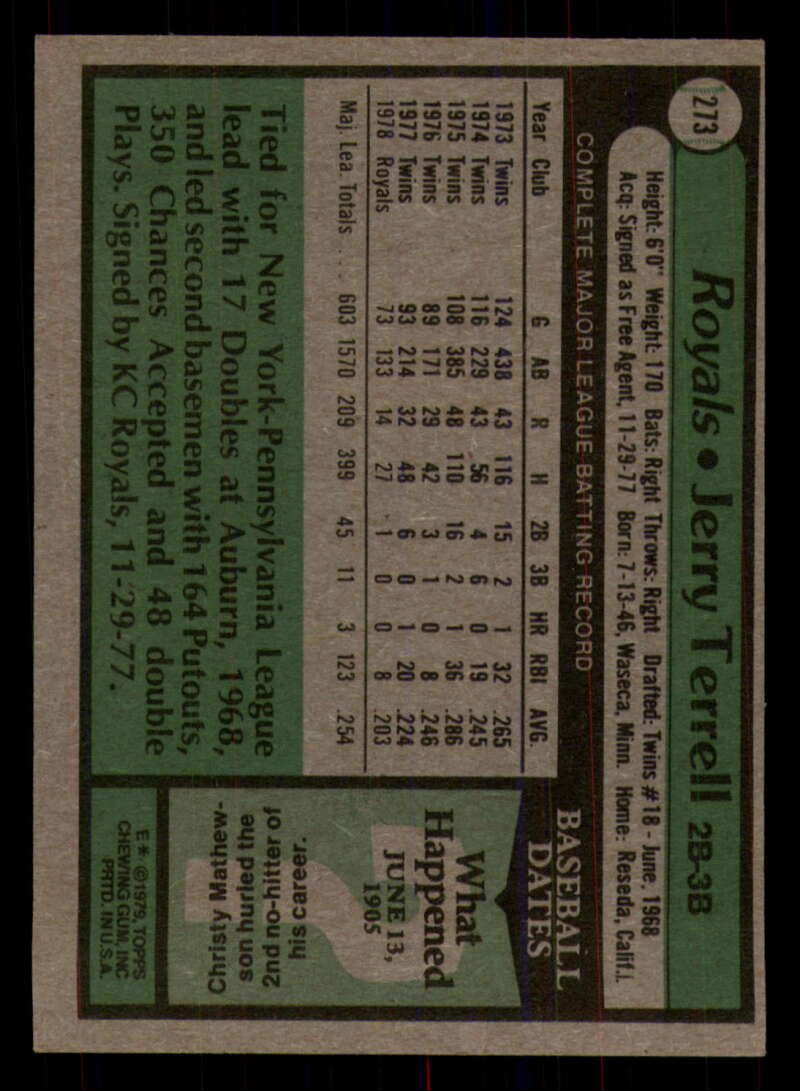 273
Royals • Jerry Terrell 2B-3B
Height: 6'0" Weight: 170 Bats: Right Throws: Right Drafted: Twins #18 - June, 1968
Acq: Signed as Free Agent, 11-29-77 Born: 7-13-46, Waseca, Minn. Home: Reseda, Calif.
COMPLETE MAJOR LEAGUE BATTING RECORD
Year Club G AB R H 2B 3B HR RBI AVG.
1973 Twins 124 438 43 116 15 2 1 32 .265
1974 Twins 116 229 43 56 4 6 0 19 .245
1975 Twins 108 385 48 110 16 2 1 36 .286
1976 Twins 89 171 29 42 3 1 0 8 .246
1977 Twins 93 214 32 48 6 0 1 20 .224
1978 Royals 73 133 14 27 1 0 0 8 .203
Maj. Lea. Totals . . . . 603 1570 209 399 45 11 3 123 .254
Tied for New York-Pennsylvania League
lead with 17 Doubles at Auburn, 1968,
and led second basemen with 164 Putouts,
350 Chances Accepted and 48 double
Plays. Signed by KC Royals, 11-29-77.
BASEBALL
DATES
What
Happened
JUNE 13,
1905
Christy Mathew-
son hurled the
2nd no-hitter of
his career.
E * ©1979, TOPPS
CHEWING GUM, INC
PRTD. IN U.S.A.